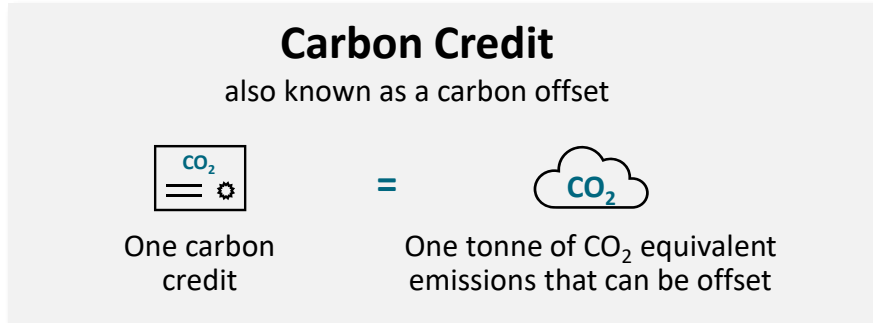 Carbon Credit
also known as a carbon offset
CO₂
=
CO₂
One carbon
credit
One tonne of CO₂ equivalent
emissions that can be offset